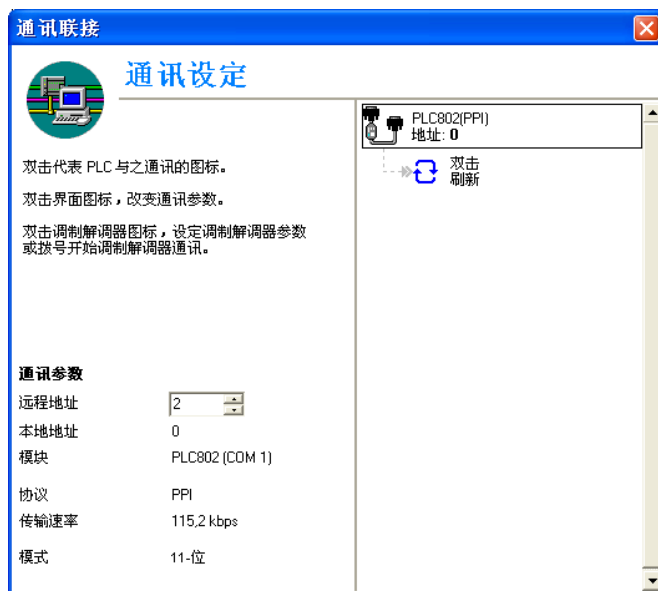 通讯联接
通讯设定
双击代表 PLC 与之通讯的图标。
双击界面图标，改变通讯参数。
双击调制解调器图标，设定调制解调器参数
或拨号开始调制解调器通讯。
通讯参数
远程地址 2
本地地址 0
模块 PLC802 (COM 1)
协议 PPI
传输速率 115,2 kbps
模式 11-位
PLC802(PPI)
地址: 0
双击
刷新